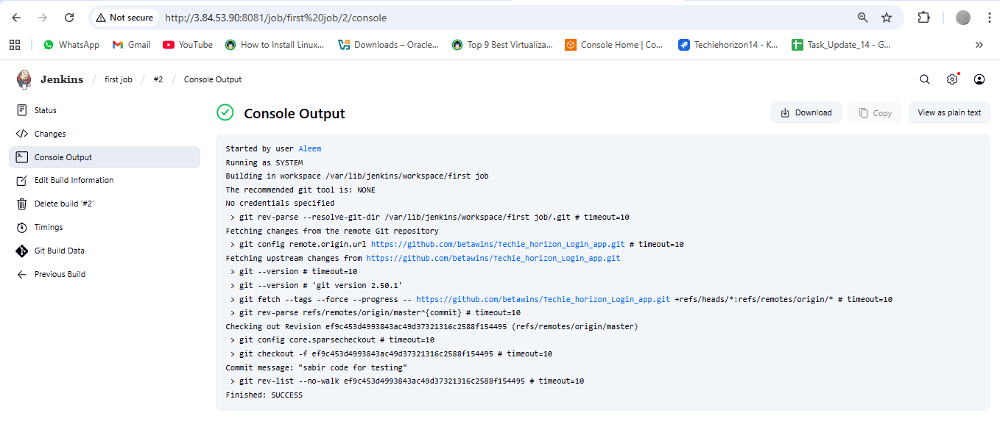 Not secure http://3.84.53.90:8081/job/first%20job/2/console
WhatsApp Gmail YouTube How to Install Linux... Downloads – Oracle... Top 9 Best Virtualiza... Console Home | Co... Techiehorizon14 - K... Task_Update_14 - G... »
Jenkins / first job / #2 / Console Output
Status
Changes
Console Output
Edit Build Information
Delete build ‘#2’
Timings
Git Build Data
Previous Build
Console Output
Download Copy View as plain text
Started by user Aleem
Running as SYSTEM
Building in workspace /var/lib/jenkins/workspace/first job
The recommended git tool is: NONE
No credentials specified
> git rev-parse --resolve-git-dir /var/lib/jenkins/workspace/first job/.git # timeout=10
Fetching changes from the remote Git repository
> git config remote.origin.url https://github.com/betawins/Techie_horizon_Login_app.git # timeout=10
Fetching upstream changes from https://github.com/betawins/Techie_horizon_Login_app.git
> git --version # timeout=10
> git --version # 'git version 2.50.1'
> git fetch --tags --force --progress -- https://github.com/betawins/Techie_horizon_Login_app.git +refs/heads/*:refs/remotes/origin/* # timeout=10
> git rev-parse refs/remotes/origin/master^{commit} # timeout=10
Checking out Revision ef9c453d4993843ac49d37321316c2588f154495 (refs/remotes/origin/master)
> git config core.sparsecheckout # timeout=10
> git checkout -f ef9c453d4993843ac49d37321316c2588f154495 # timeout=10
Commit message: "sabir code for testing"
> git rev-list --no-walk ef9c453d4993843ac49d37321316c2588f154495 # timeout=10
Finished: SUCCESS